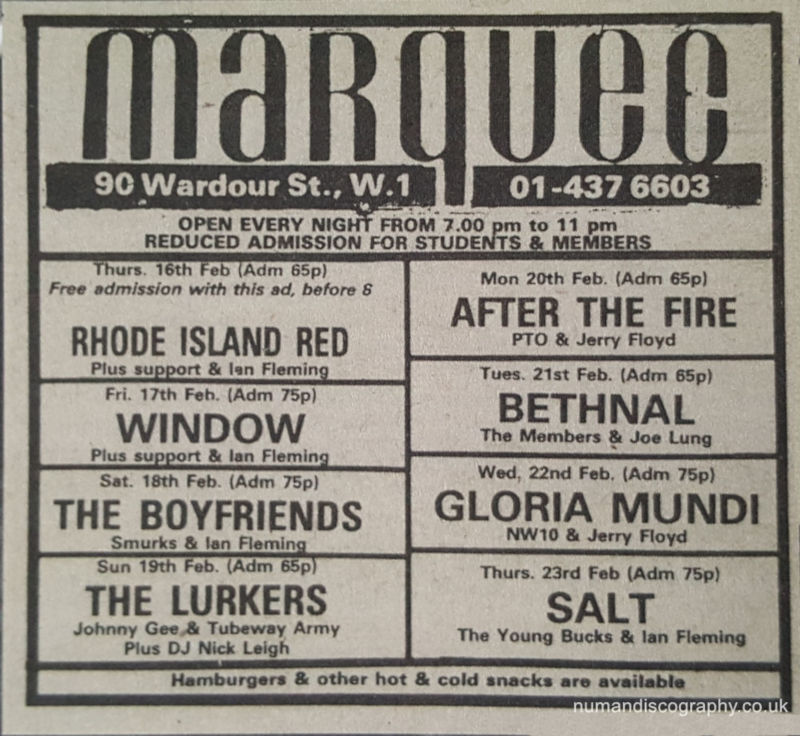 marquee
90 Wardour St., W.1
01-437 6603
OPEN EVERY NIGHT FROM 7.00 pm to 11 pm
REDUCED ADMISSION FOR STUDENTS & MEMBERS
Thurs. 16th Feb (Adm 65p)
Free admission with this ad, before 8
RHODE ISLAND RED
Plus support & Ian Fleming
Fri. 17th Feb. (Adm 75p)
WINDOW
Plus support & Ian Fleming
Sat. 18th Feb. (Adm 75p)
THE BOYFRIENDS
Smurks & Ian Fleming
Sun 19th Feb. (Adm 65p)
THE LURKERS
Johnny Gee & Tubeway Army
Plus DJ Nick Leigh
Mon 20th Feb. (Adm 65p)
AFTER THE FIRE
PTO & Jerry Floyd
Tues. 21st Feb. (Adm 65p)
BETHNAL
The Members & Joe Lung
Wed, 22nd Feb. (Adm 75p)
GLORIA MUNDI
NW10 & Jerry Floyd
Thurs. 23rd Feb (Adm 75p)
SALT
The Young Bucks & Ian Fleming
Hamburgers & other hot & cold snacks are available
numandiscography.co.uk